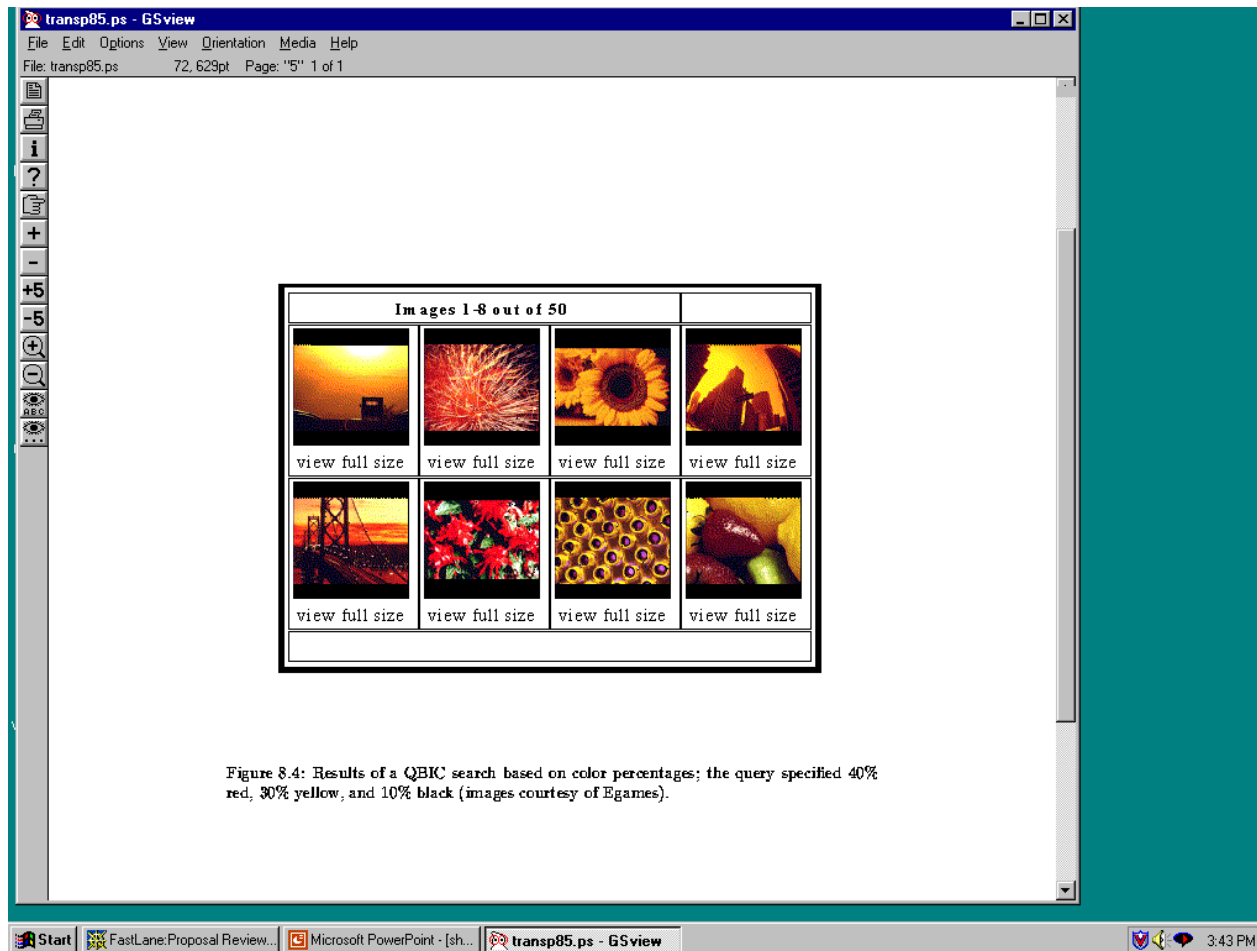 transp85.ps - GSview
File Edit Options View Orientation Media Help
File: transp85.ps 72, 629pt Page: "5" 1 of 1
i
?
+
-
+5
-5
ABC
Images 1-8 out of 50
view full size view full size view full size view full size
view full size view full size view full size view full size
Figure 8.4: Results of a QBIC search based on color percentages; the query specified 40%
red, 30% yellow, and 10% black (images courtesy of Egames).
Start FastLane:Proposal Review... Microsoft PowerPoint - [sh... transp85.ps - GSview 3:43 PM